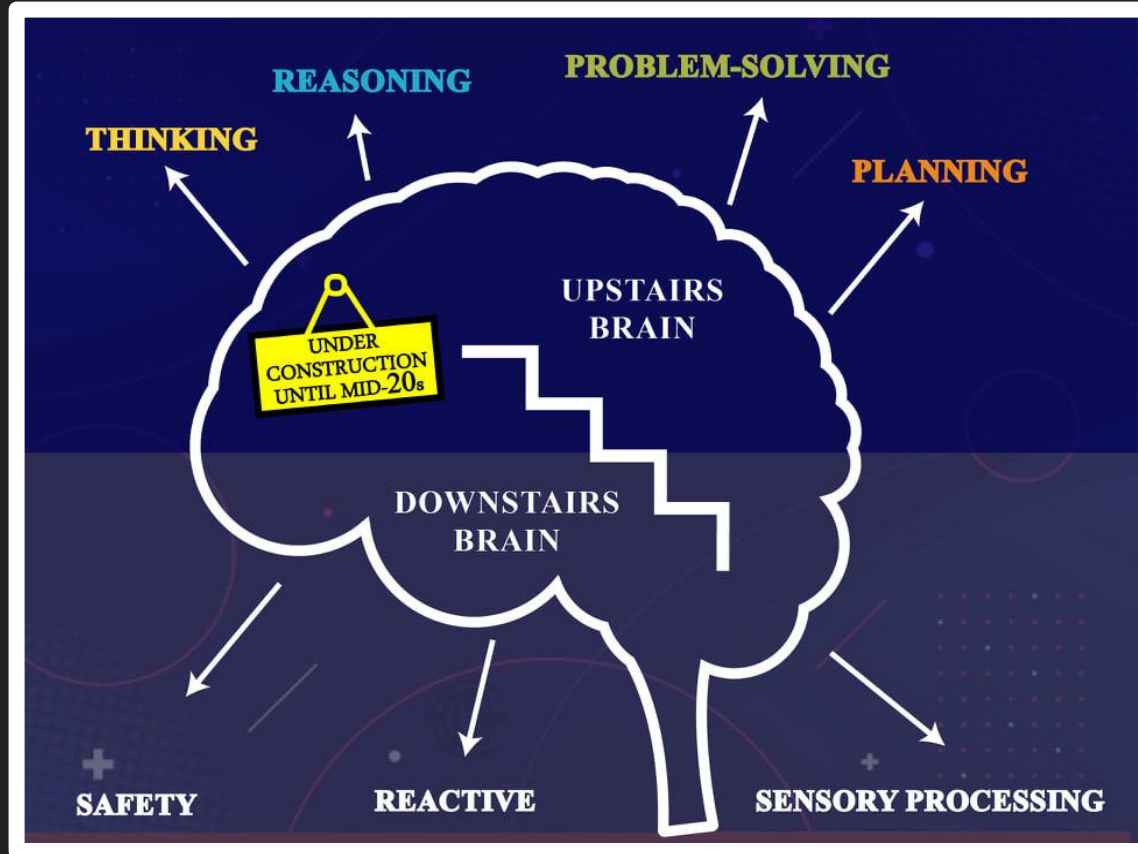 REASONING
PROBLEM-SOLVING
THINKING
PLANNING
UPSTAIRS
BRAIN
UNDER
CONSTRUCTION
UNTIL MID-20s
DOWNSTAIRS
BRAIN
SAFETY
REACTIVE
SENSORY PROCESSING